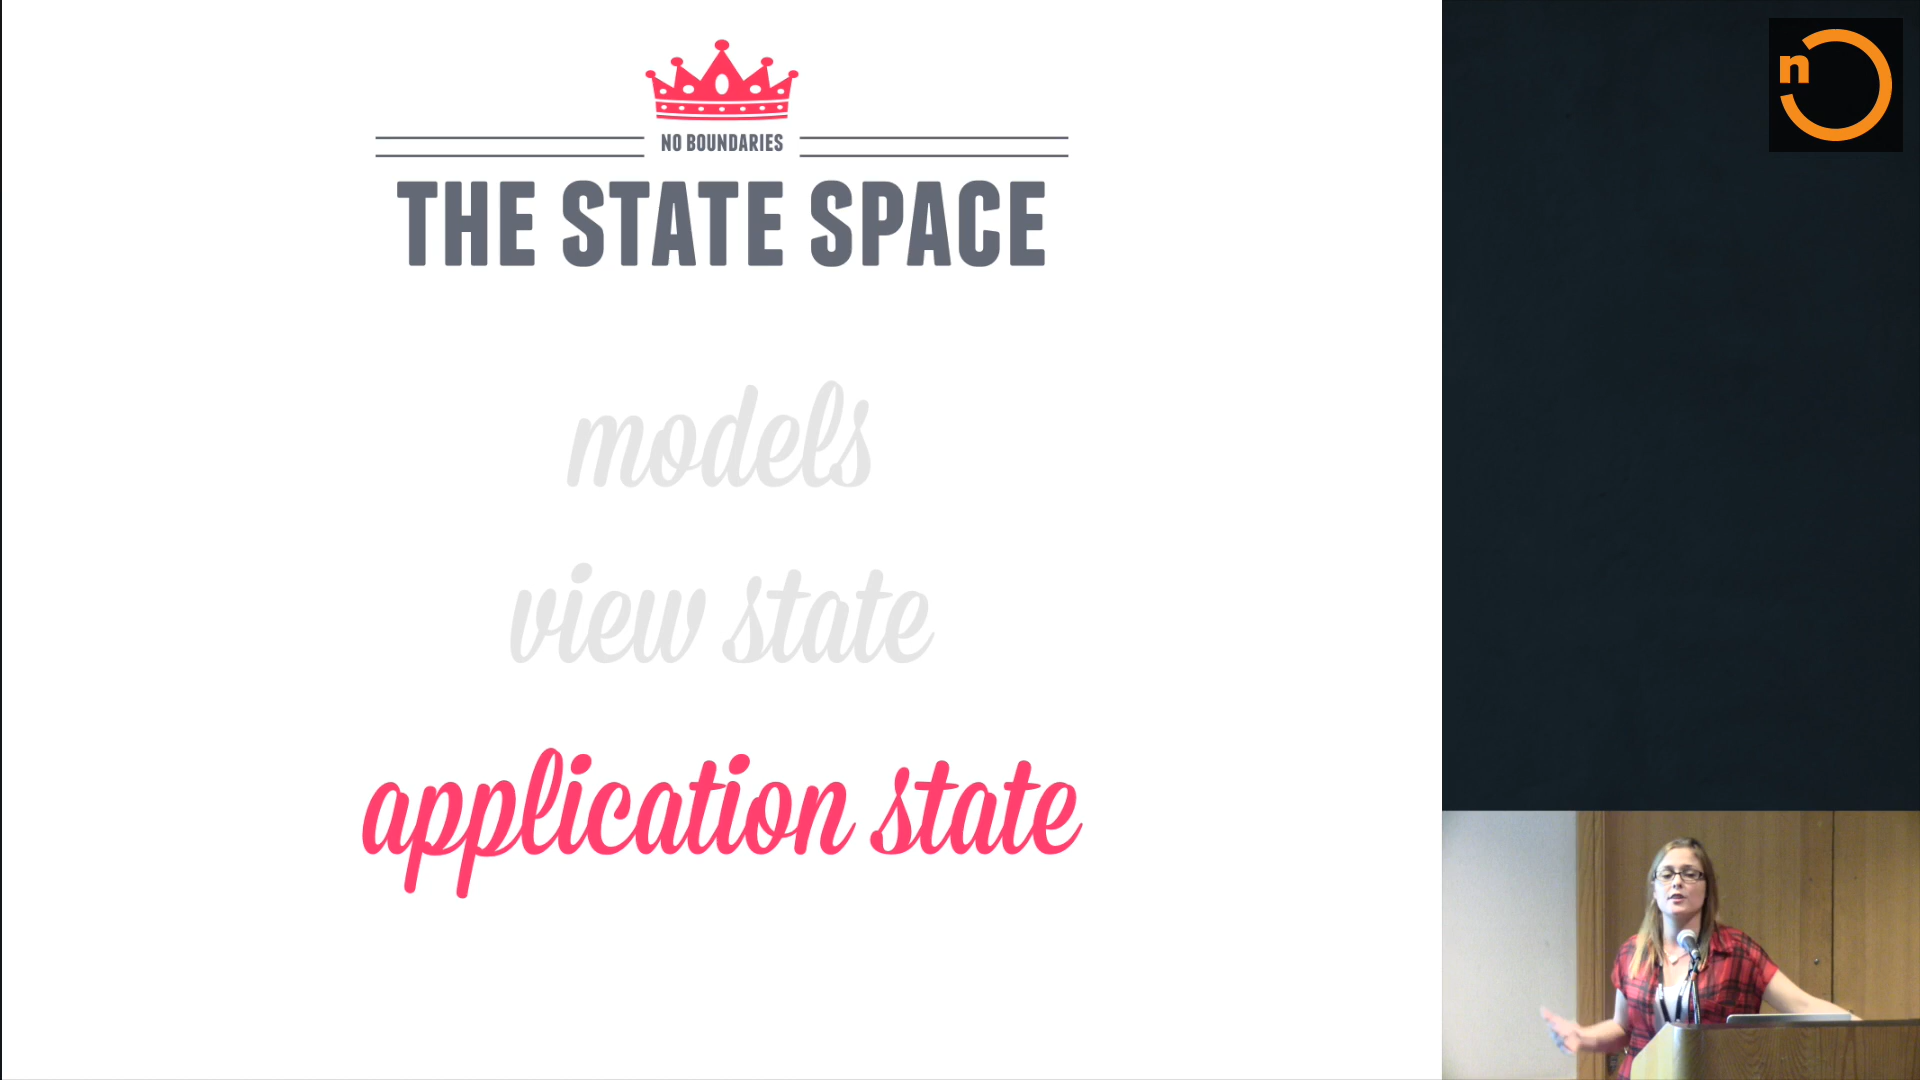 NO BOUNDARIES
THE STATE SPACE
models
view state
application state
n